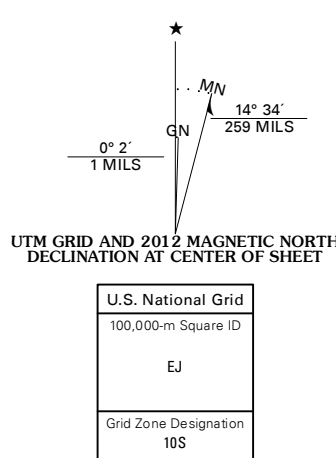 ★
MN
GN
14° 34´
259 MILS
0° 2´
1 MILS
UTM GRID AND 2012 MAGNETIC NORTH
DECLINATION AT CENTER OF SHEET
U.S. National Grid
100,000-m Square ID
EJ
Grid Zone Designation
10S